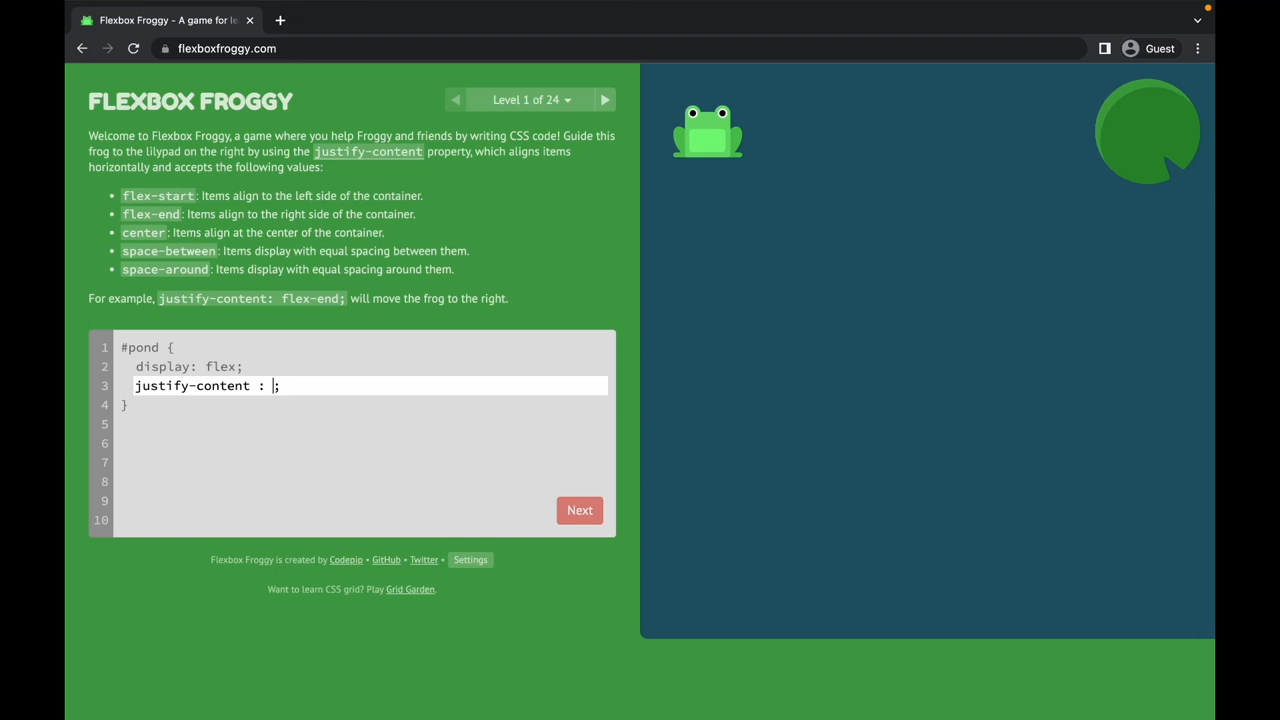 Flexbox Froggy - A game for le
flexboxfroggy.com
Guest
FLEXBOX FROGGY
Level 1 of 24
Welcome to Flexbox Froggy, a game where you help Froggy and friends by writing CSS code! Guide this
frog to the lilypad on the right by using the justify-content property, which aligns items
horizontally and accepts the following values:
• flex-start: Items align to the left side of the container.
• flex-end: Items align to the right side of the container.
• center: Items align at the center of the container.
• space-between: Items display with equal spacing between them.
• space-around: Items display with equal spacing around them.
For example, justify-content: flex-end; will move the frog to the right.
1 #pond {
2 display: flex;
3 justify-content : ;
4 }
5
6
7
8
9
10
Next
Flexbox Froggy is created by Codepip • GitHub • Twitter • Settings
Want to learn CSS grid? Play Grid Garden.